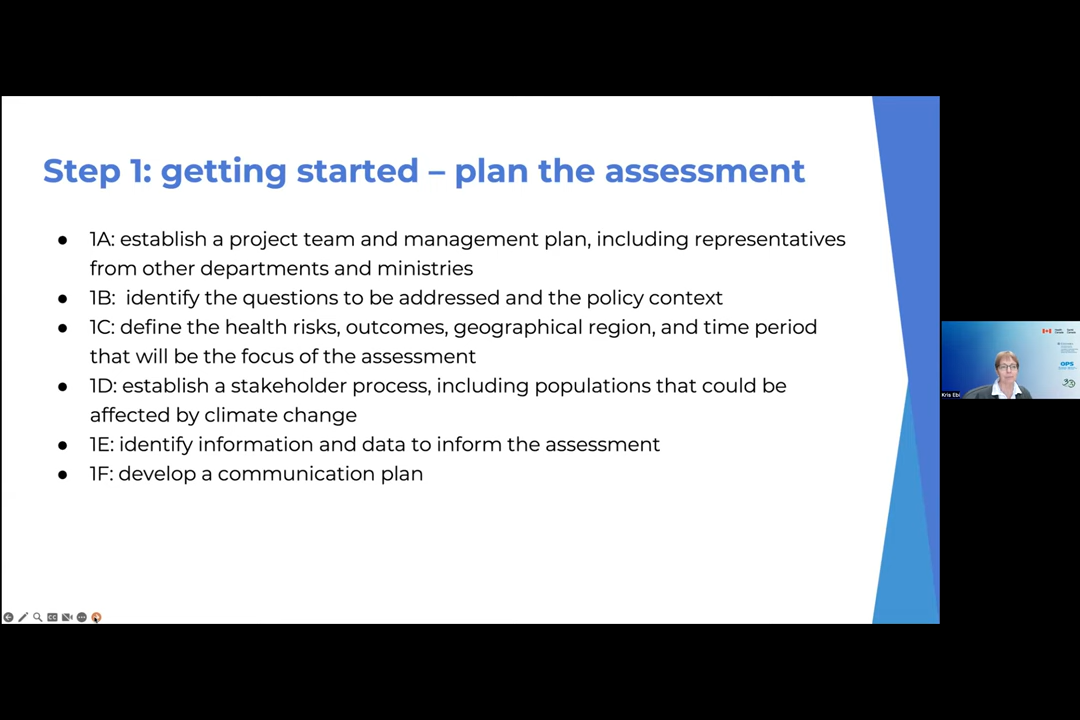 Step 1: getting started – plan the assessment
● 1A: establish a project team and management plan, including representatives
from other departments and ministries
● 1B: identify the questions to be addressed and the policy context
● 1C: define the health risks, outcomes, geographical region, and time period
that will be the focus of the assessment
● 1D: establish a stakeholder process, including populations that could be
affected by climate change
● 1E: identify information and data to inform the assessment
● 1F: develop a communication plan
OPS
Kris Ebi